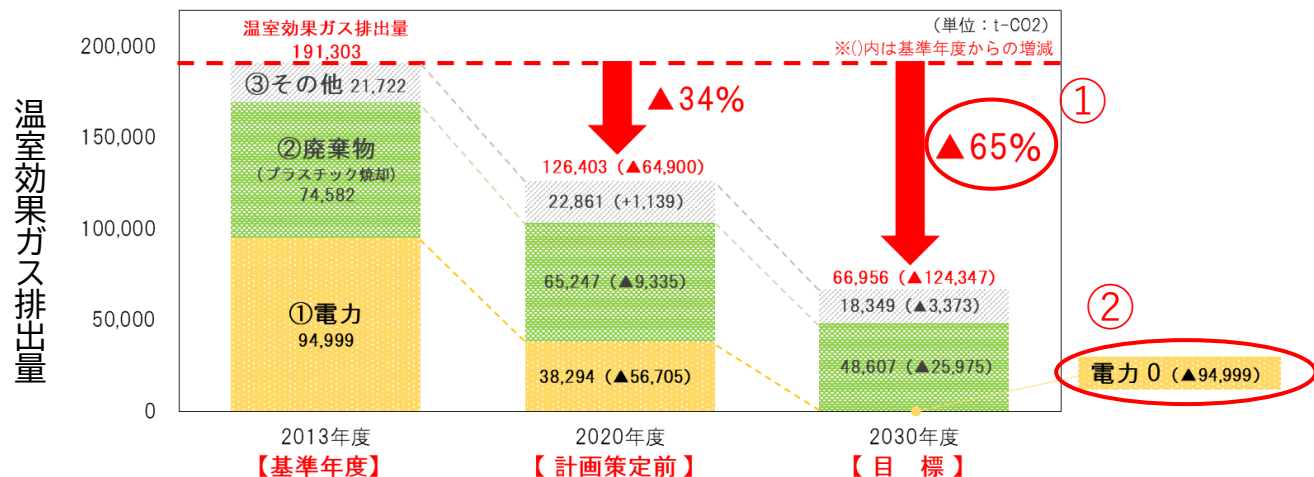 温室効果ガス排出量
(単位：t-CO2)
※()内は基準年度からの増減
温室効果ガス排出量
191,303
200,000
150,000
100,000
50,000
0
③その他 21,722
②廃棄物
(プラスチック焼却)
74,582
①電力
94,999
▲34%
126,403 (▲64,900)
22,861 (+1,139)
65,247 (▲9,335)
38,294 (▲56,705)
①
▲65%
66,956 (▲124,347)
18,349 (▲3,373)
48,607 (▲25,975)
②
電力０ (▲94,999)
2013年度
【基準年度】
2020年度
【 計画策定前 】
2030年度
【 目　標 】